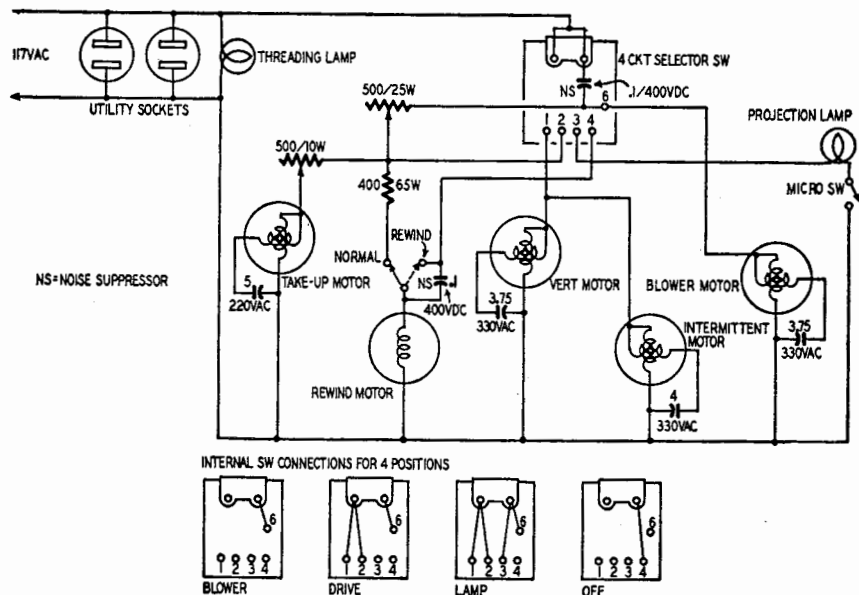 117VAC
UTILITY SOCKETS
THREADING LAMP
4 CKT SELECTOR SW
NS
.1/400VDC
6
1 2 3 4
500/25W
500/10W
400 65W
PROJECTION LAMP
MICRO SW
NORMAL
REWIND
NS .1
400VDC
TAKE-UP MOTOR
5
220VAC
NS=NOISE SUPPRESSOR
REWIND MOTOR
VERT MOTOR
3.75
330VAC
BLOWER MOTOR
3.75
330VAC
INTERMITTENT
MOTOR
4
330VAC
INTERNAL SW CONNECTIONS FOR 4 POSITIONS
6
1 2 3 4
BLOWER
6
1 2 3 4
DRIVE
6
1 2 3 4
LAMP
6
1 2 3 4
OFF